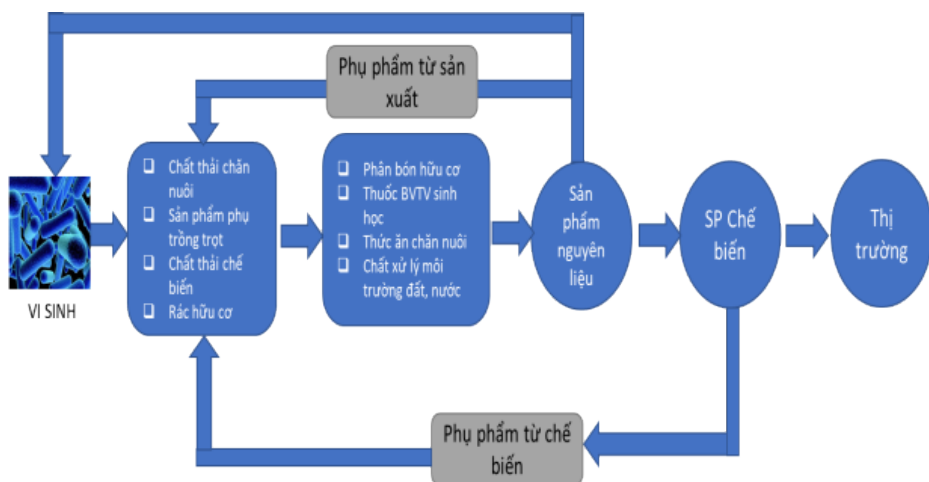 Phụ phẩm từ sản
xuất
VI SINH
❑ Chất thải chăn
nuôi
❑ Sản phẩm phụ
trồng trọt
❑ Chất thải chế
biến
❑ Rác hữu cơ
❑ Phân bón hữu cơ
❑ Thuốc BVTV sinh
học
❑ Thức ăn chăn nuôi
❑ Chất xử lý môi
trường đất, nước
Sản
phẩm
nguyên
liệu
SP Chế
biến
Thị
trường
Phụ phẩm từ chế
biến